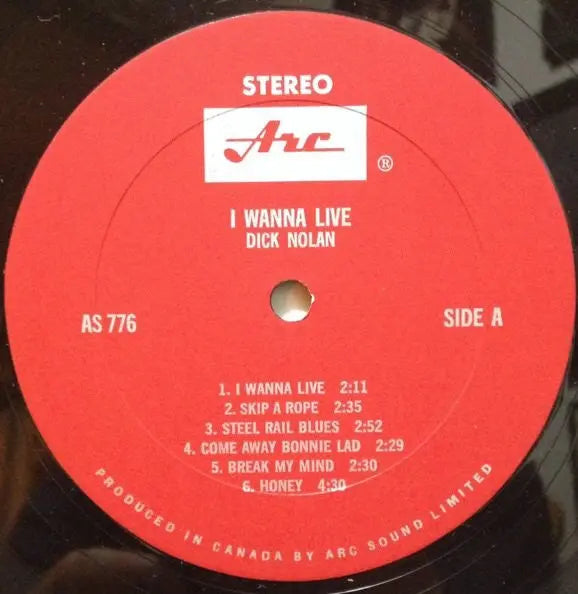 STEREO
Arc ®
I WANNA LIVE
DICK NOLAN
AS 776
SIDE A
1. I WANNA LIVE 2:11
2. SKIP A ROPE 2:35
3. STEEL RAIL BLUES 2:52
4. COME AWAY BONNIE LAD 2:29
5. BREAK MY MIND 2:30
6. HONEY 4:30
PRODUCED IN CANADA BY ARC SOUND LIMITED